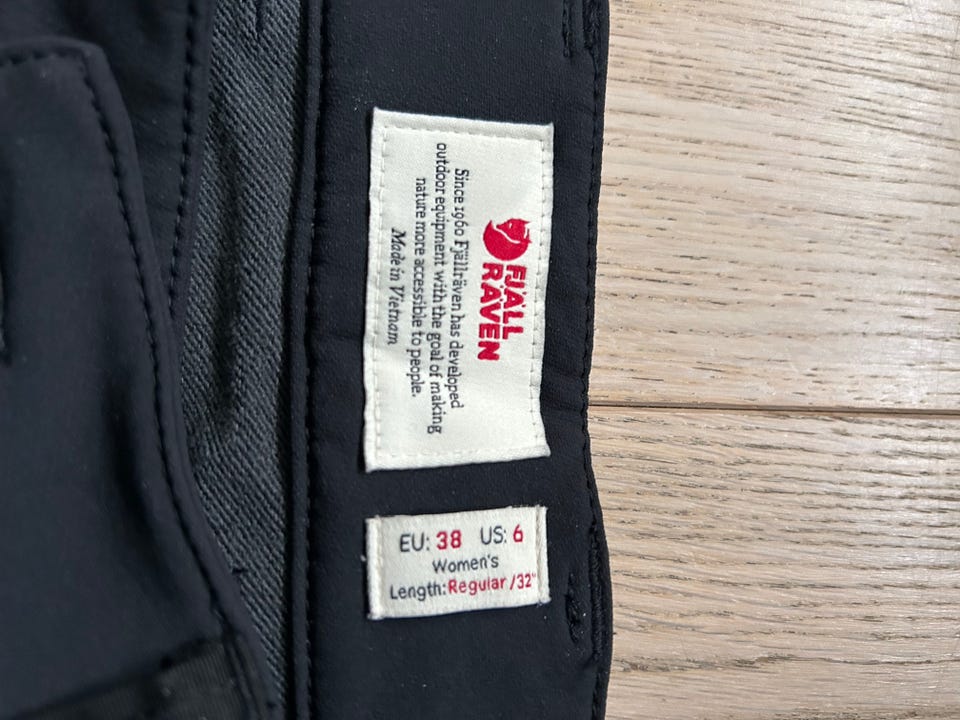 FJÄLL
RÄVEN
Since 1960 Fjällräven has developed
outdoor equipment with the goal of making
nature more accessible to people.
Made in Vietnam
EU: 38 US: 6
Women's
Length: Regular /32"